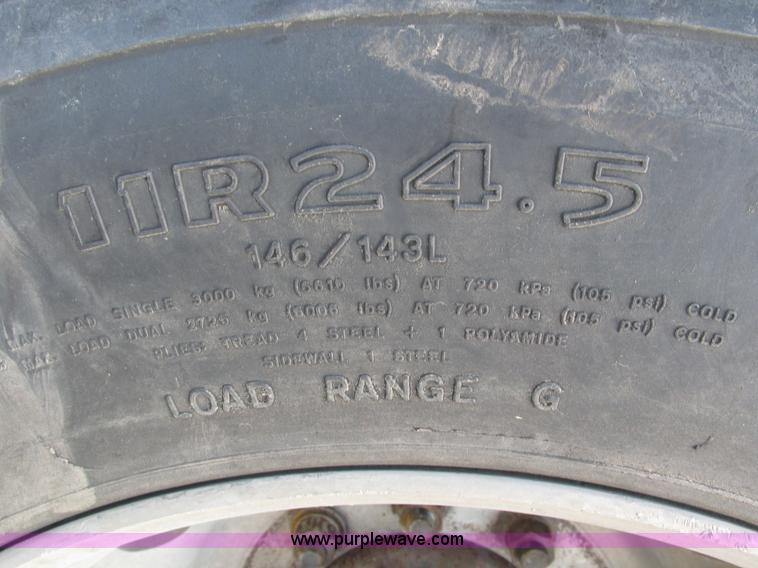 11R24.5
146/143L
MAX. LOAD SINGLE 3000 kg (6610 lbs) AT 720 kPa (105 psi) COLD
MAX. LOAD DUAL 2725 kg (6005 lbs) AT 720 kPa (105 psi) COLD
PLIES: TREAD 4 STEEL + 1 POLYAMIDE
SIDEWALL 1 STEEL
LOAD RANGE G
www.purplewave.com